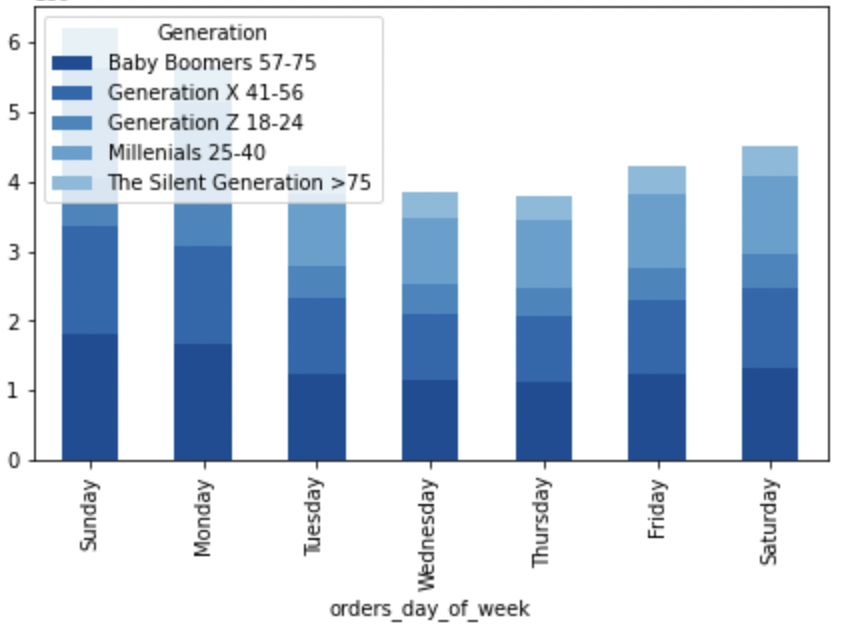 6
5
4
3
2
1
0
Generation
Baby Boomers 57-75
Generation X 41-56
Generation Z 18-24
Millenials 25-40
The Silent Generation >75
Sunday
Monday
Tuesday
Wednesday
Thursday
Friday
Saturday
orders_day_of_week